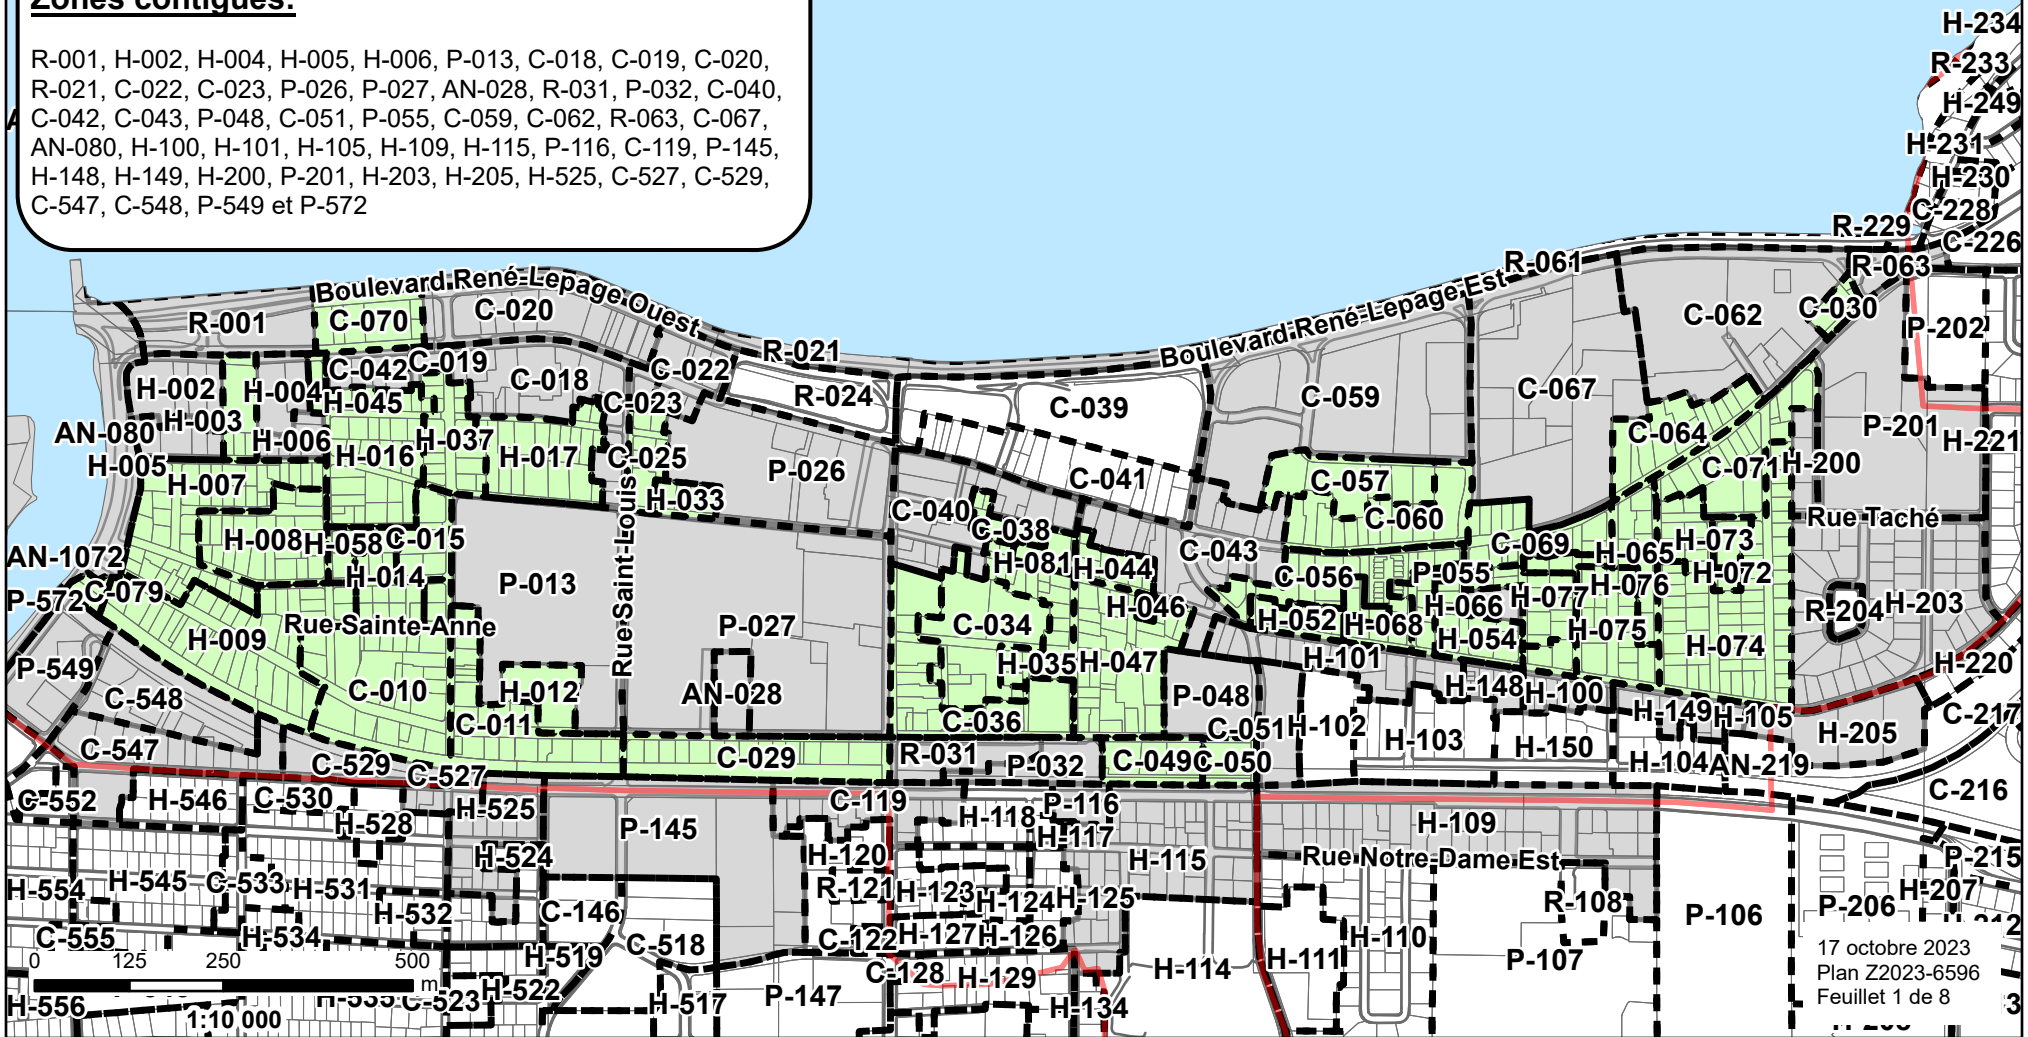 Zones contiguës:
R-001, H-002, H-004, H-005, H-006, P-013, C-018, C-019, C-020,
R-021, C-022, C-023, P-026, P-027, AN-028, R-031, P-032, C-040,
C-042, C-043, P-048, C-051, P-055, C-059, C-062, R-063, C-067,
AN-080, H-100, H-101, H-105, H-109, H-115, P-116, C-119, P-145,
H-148, H-149, H-200, P-201, H-203, H-205, H-525, C-527, C-529,
C-547, C-548, P-549 et P-572
H-234
R-233
H-249
H-231
H-230
C-228
R-229
C-226
Boulevard René-Lepage Ouest
Boulevard-René-Lepage-Est
R-061
R-063
R-001
C-070
C-020
C-062
C-030
P-202
R-021
C-042
C-019
C-018
C-022
R-024
C-039
C-059
C-067
H-002
H-003
H-004
H-045
C-023
AN-080
H-005
H-006
H-016
H-037
H-017
C-025
P-026
C-041
C-064
C-071
H-200
P-201
H-221
H-007
H-033
C-040
C-038
C-057
C-060
Rue Taché
H-008
H-058
C-015
H-014
P-013
Rue-Saint-Louis
H-081
H-044
C-043
H-046
C-056
P-055
C-069
H-065
H-073
H-072
H-076
AN-1072
P-572
C-079
H-009
Rue Sainte-Anne
P-027
C-034
H-035
H-047
H-052
H-068
H-066
H-054
H-077
H-075
H-074
R-204
H-203
P-549
C-548
C-010
H-012
C-011
AN-028
C-036
P-048
H-101
H-148
H-100
H-149
H-105
H-220
C-217
C-547
C-529
C-527
C-029
R-031
P-032
C-049
C-050
C-051
H-102
H-103
H-150
H-104
AN-219
H-205
C-216
C-552
H-546
C-530
H-528
H-525
P-145
C-119
H-118
P-116
H-117
H-109
Rue Notre-Dame Est
H-524
H-120
H-115
P-215
H-554
H-545
C-533
H-531
H-532
C-146
R-121
H-123
H-124
H-125
R-108
P-106
P-206
H-207
C-555
H-534
H-519
C-518
C-122
H-127
H-126
H-110
H-111
P-107
0 125 250 500
m
1:10 000
H-556
H-535
C-523
H-522
H-517
P-147
C-128
H-129
H-134
H-114
17 octobre 2023
Plan Z2023-6596
Feuillet 1 de 8